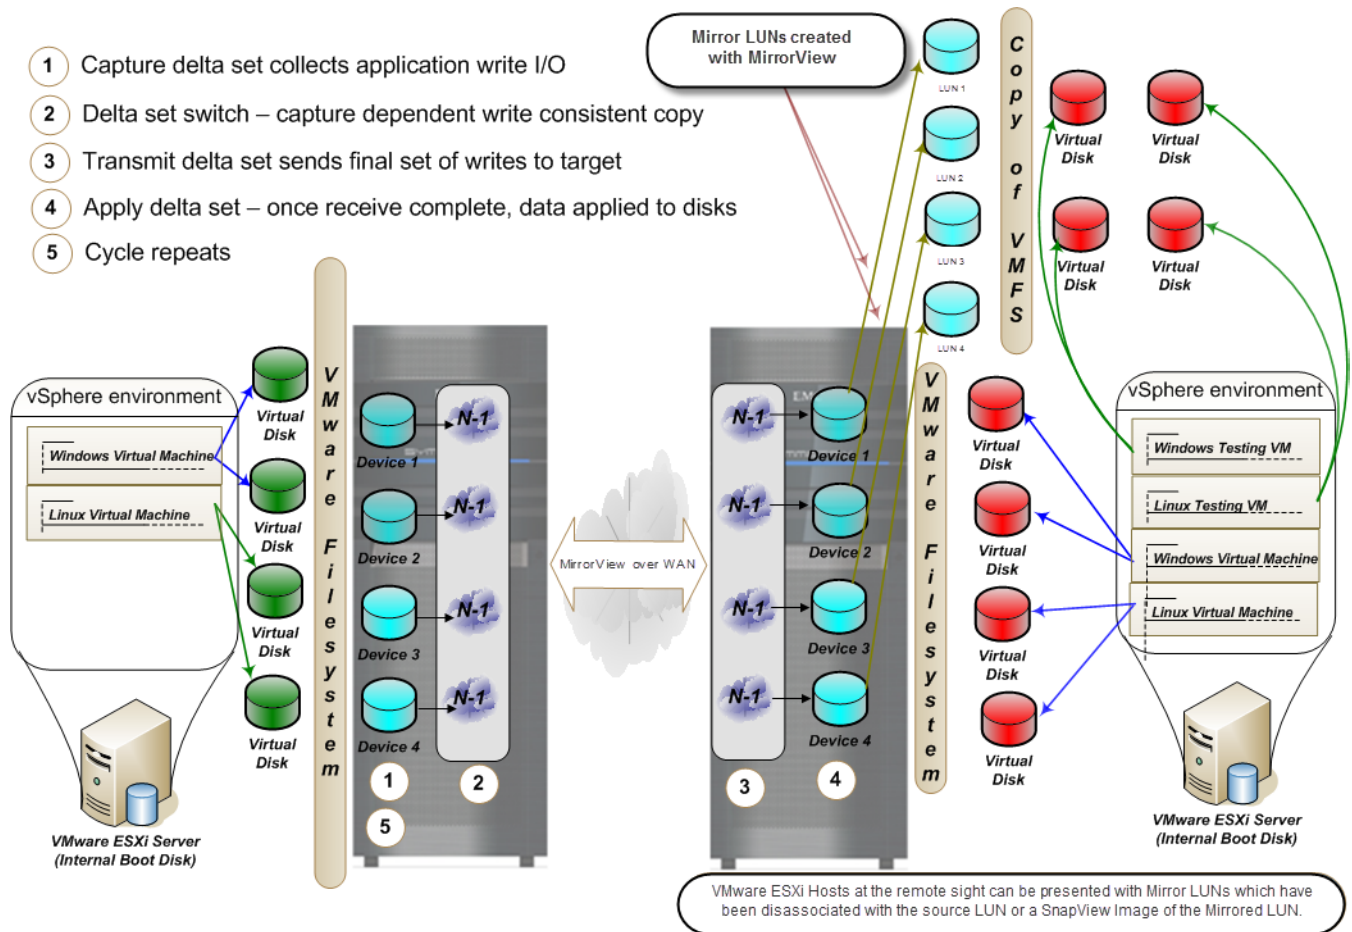 1 Capture delta set collects application write I/O
2 Delta set switch – capture dependent write consistent copy
3 Transmit delta set sends final set of writes to target
4 Apply delta set – once receive complete, data applied to disks
5 Cycle repeats
Mirror LUNs created
with MirrorView
LUN 1
LUN 2
LUN 3
LUN 4
Copy of VMFS
Virtual
Disk
Virtual
Disk
Virtual
Disk
Virtual
Disk
vSphere environment
Windows Virtual Machine
Linux Virtual Machine
VMware ESXi Server
(Internal Boot Disk)
Virtual
Disk
Virtual
Disk
Virtual
Disk
Virtual
Disk
VMware Filesystem
Device 1
Device 2
Device 3
Device 4
N-1
N-1
N-1
N-1
1
2
5
MirrorView over WAN
N-1
N-1
N-1
N-1
Device 1
Device 2
Device 3
Device 4
3
4
VMware Filesystem
Virtual
Disk
Virtual
Disk
Virtual
Disk
Virtual
Disk
vSphere environment
Windows Testing VM
Linux Testing VM
Windows Virtual Machine
Linux Virtual Machine
VMware ESXi Server
(Internal Boot Disk)
VMware ESXi Hosts at the remote sight can be presented with Mirror LUNs which have
been disassociated with the source LUN or a SnapView Image of the Mirrored LUN.